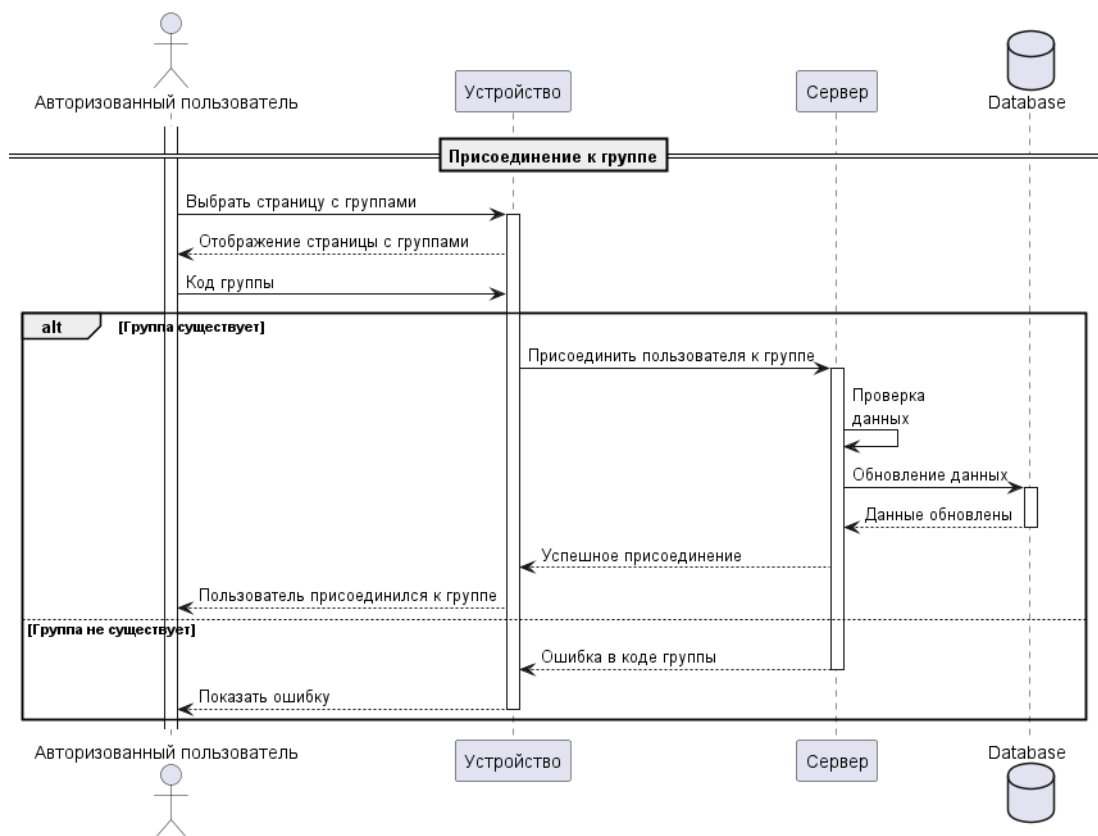 Авторизованный пользователь
Устройство
Сервер
Database
Присоединение к группе
Выбрать страницу с группами
Отображение страницы с группами
Код группы
alt
[Группа существует]
Присоединить пользователя к группе
Проверка
данных
Обновление данных
Данные обновлены
Успешное присоединение
Пользователь присоединился к группе
[Группа не существует]
Ошибка в коде группы
Показать ошибку
Авторизованный пользователь
Устройство
Сервер
Database